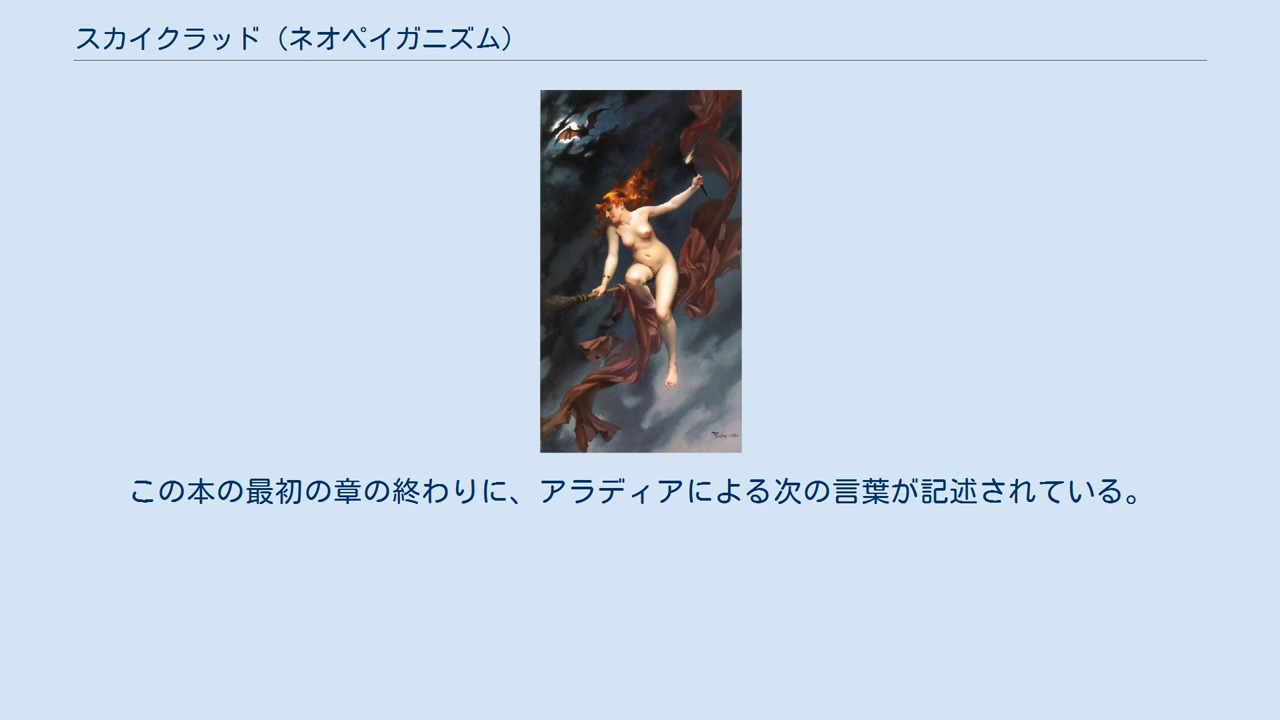 スカイクラッド（ネオペイガニズム）
この本の最初の章の終わりに、アラディアによる次の言葉が記述されている。